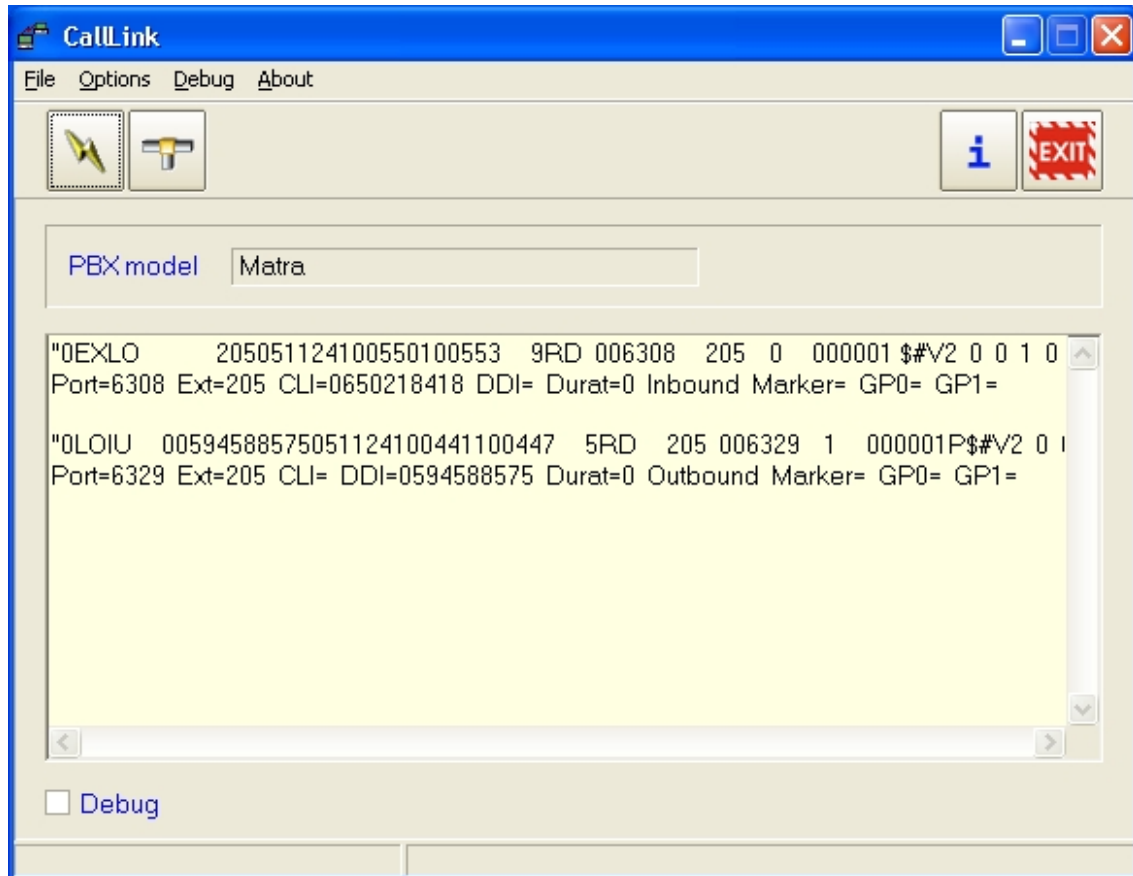 CallLink
File Options Debug About
i EXIT
PBX model Matra
"0EXLO 205051124100550100553 9RD 006308 205 0 000001 $#V2 0 0 1 0
Port=6308 Ext=205 CLI=0650218418 DDI= Durat=0 Inbound Marker= GP0= GP1=
"0LOIU 00594588575051124100441100447 5RD 205 006329 1 000001P$#V2 0
Port=6329 Ext=205 CLI= DDI=0594588575 Durat=0 Outbound Marker= GP0= GP1=
Debug